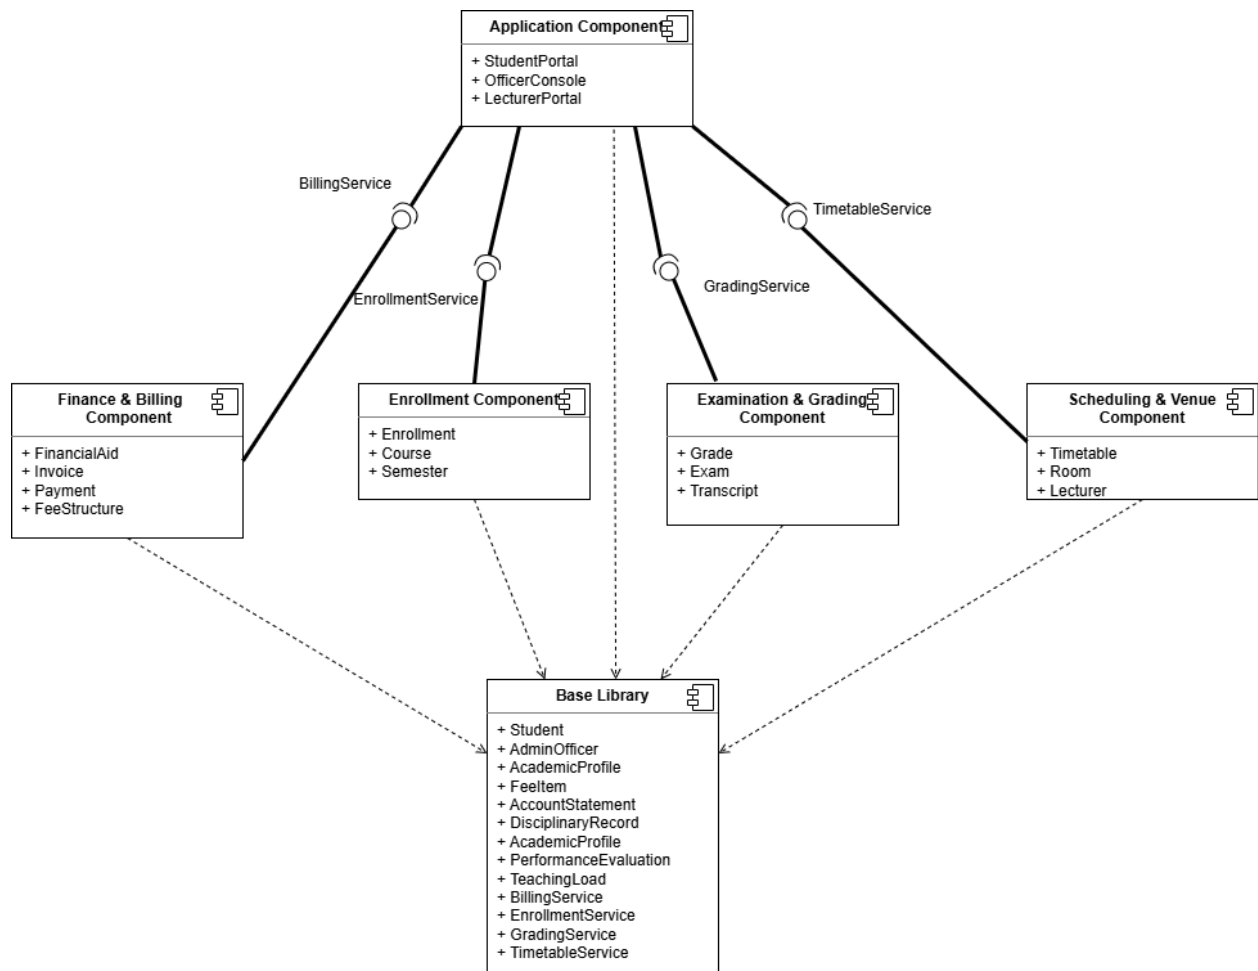 Application Component
+ StudentPortal
+ OfficerConsole
+ LecturerPortal
BillingService
TimetableService
EnrollmentService
GradingService
Finance & Billing
Component
+ FinancialAid
+ Invoice
+ Payment
+ FeeStructure
Enrollment Component
+ Enrollment
+ Course
+ Semester
Examination & Grading
Component
+ Grade
+ Exam
+ Transcript
Scheduling & Venue
Component
+ Timetable
+ Room
+ Lecturer
Base Library
+ Student
+ AdminOfficer
+ AcademicProfile
+ FeeItem
+ AccountStatement
+ DisciplinaryRecord
+ AcademicProfile
+ PerformanceEvaluation
+ TeachingLoad
+ BillingService
+ EnrollmentService
+ GradingService
+ TimetableService